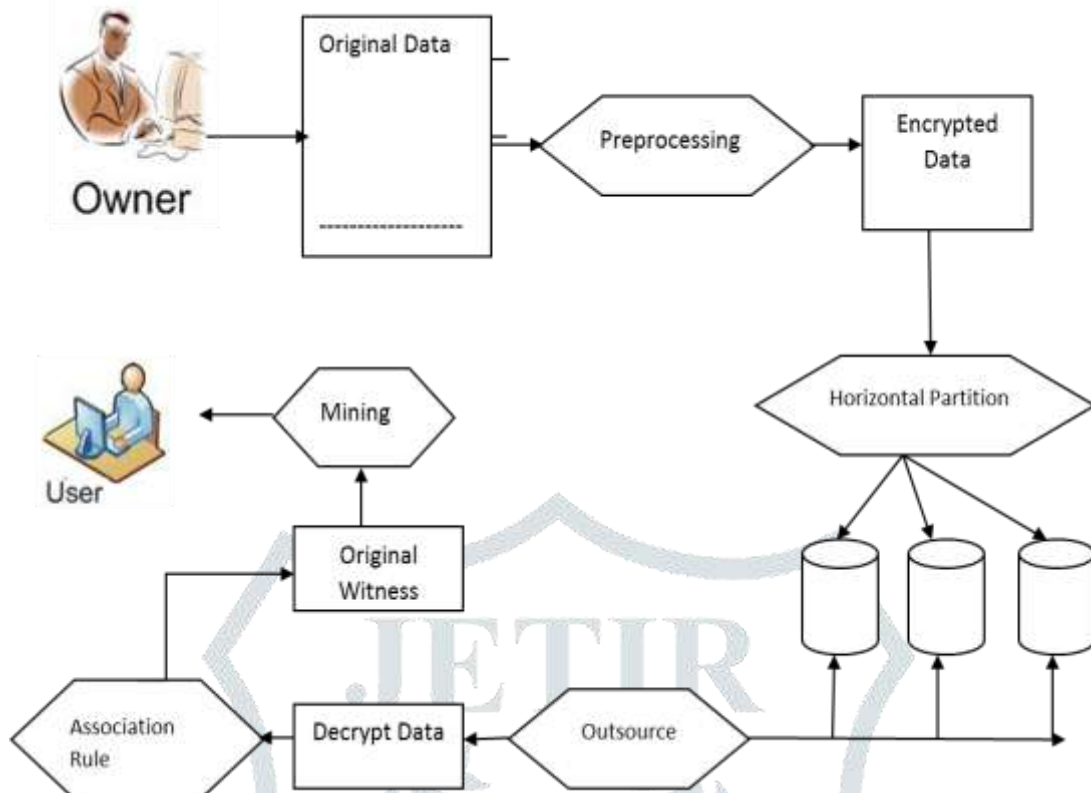 Original Data
Preprocessing
Encrypted
Data
Owner
--------------------
Horizontal Partition
Mining
User
Original
Witness
JETIR
Association
Rule
Decrypt Data
Outsource